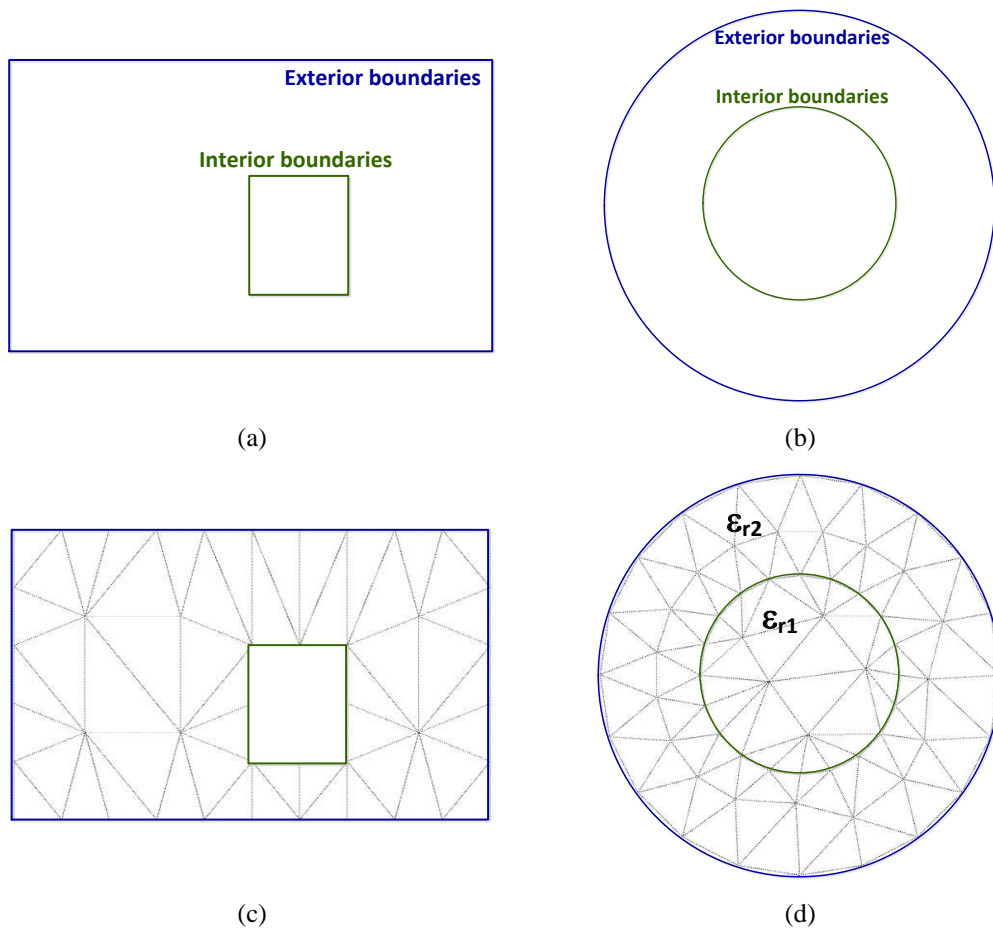 Exterior boundaries
Interior boundaries
(a)
Exterior boundaries
Interior boundaries
(b)
(c)
εr2
εr1
(d)